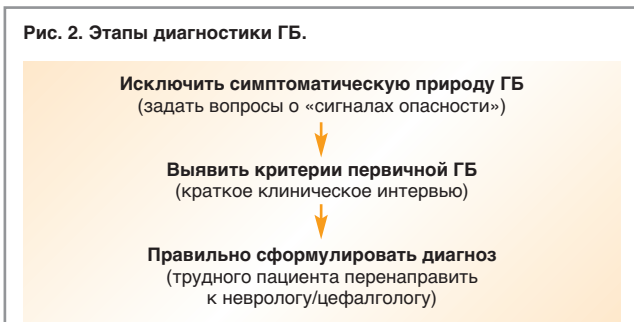 Рис. 2. Этапы диагностики ГБ.
Исключить симптоматическую природу ГБ
(задать вопросы о «сигналах опасности»)
Выявить критерии первичной ГБ
(краткое клиническое интервью)
Правильно сформулировать диагноз
(трудного пациента перенаправить
к неврологу/цефалгологу)